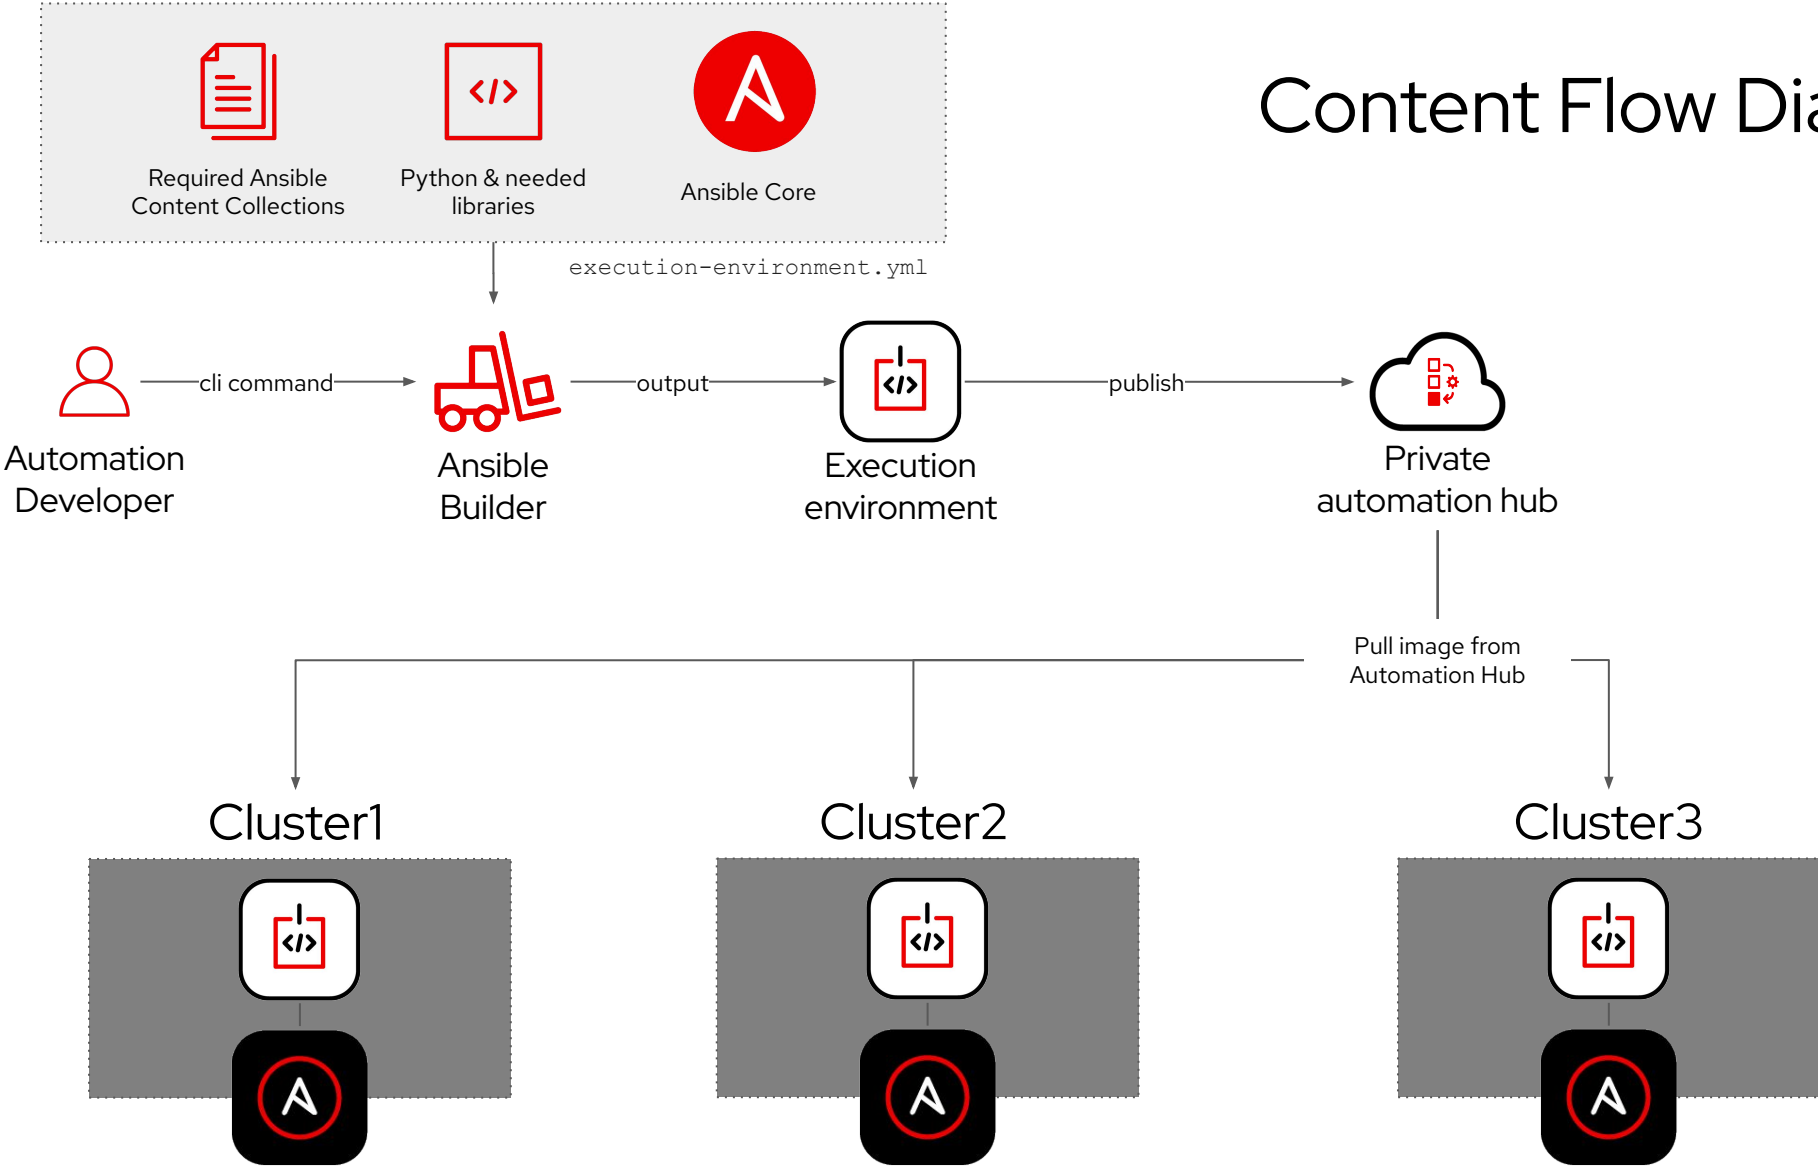 Content Flow Dia
Required Ansible
Content Collections
Python & needed
libraries
Ansible Core
execution-environment.yml
cli command
output
publish
Automation
Developer
Ansible
Builder
Execution
environment
Private
automation hub
Pull image from
Automation Hub
Cluster1
Cluster2
Cluster3